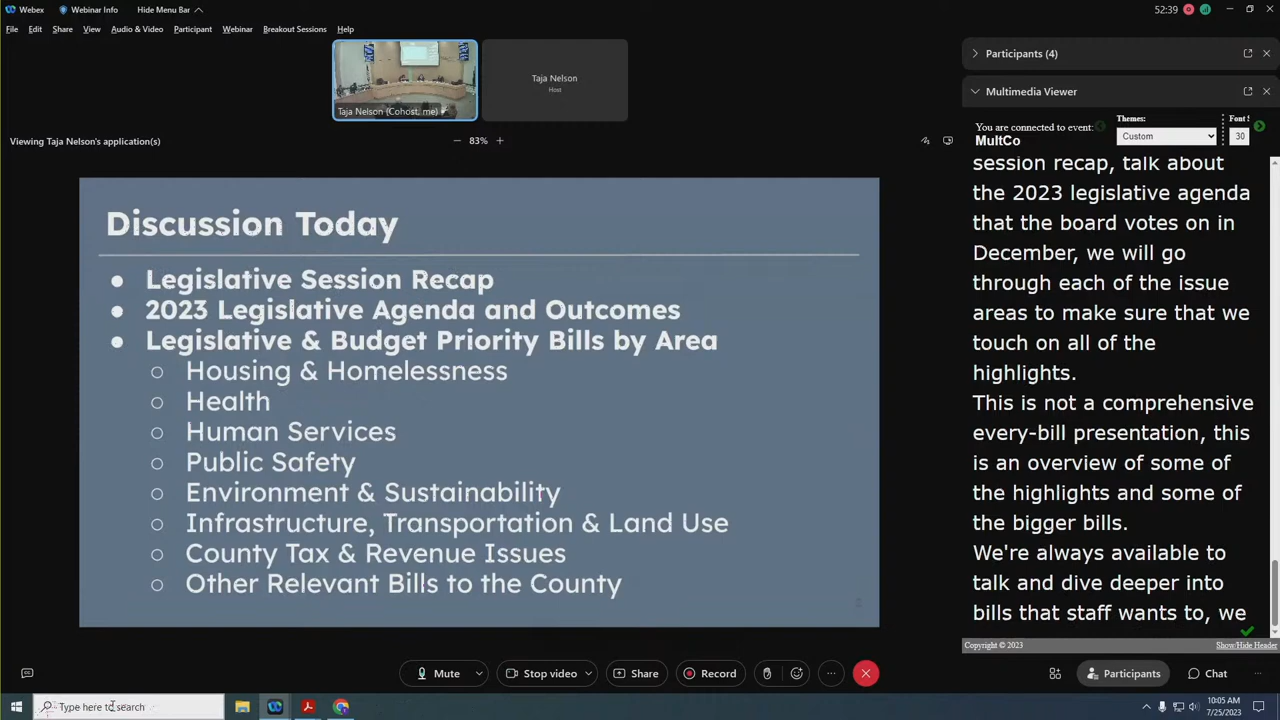 Webex
Webinar Info
Hide Menu Bar
52:39
File
Edit
Share
View
Audio & Video
Participant
Webinar
Breakout Sessions
Help
Taja Nelson (Cohost, me)
Taja Nelson
Host
Viewing Taja Nelson's application(s)
83%
Discussion Today
Legislative Session Recap
2023 Legislative Agenda and Outcomes
Legislative & Budget Priority Bills by Area
Housing & Homelessness
Health
Human Services
Public Safety
Environment & Sustainability
Infrastructure, Transportation & Land Use
County Tax & Revenue Issues
Other Relevant Bills to the County
Participants (4)
Multimedia Viewer
You are connected to event:
MultCo
Themes:
Custom
Font
30
session recap, talk about
the 2023 legislative agenda
that the board votes on in
December, we will go
through each of the issue
areas to make sure that we
touch on all of the
highlights.
This is not a comprehensive
every-bill presentation, this
is an overview of some of
the highlights and some of
the bigger bills.
We're always available to
talk and dive deeper into
bills that staff wants to, we
Copyright © 2023
Show/Hide Header
Mute
Stop video
Share
Record
Participants
Chat
Type here to search
10:05 AM
7/25/2023